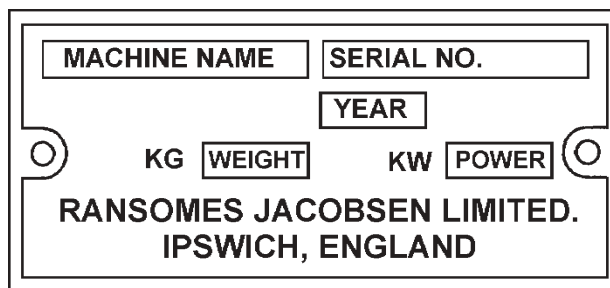 MACHINE NAME SERIAL NO.
YEAR
KG WEIGHT KW POWER
RANSOMES JACOBSEN LIMITED.
IPSWICH, ENGLAND